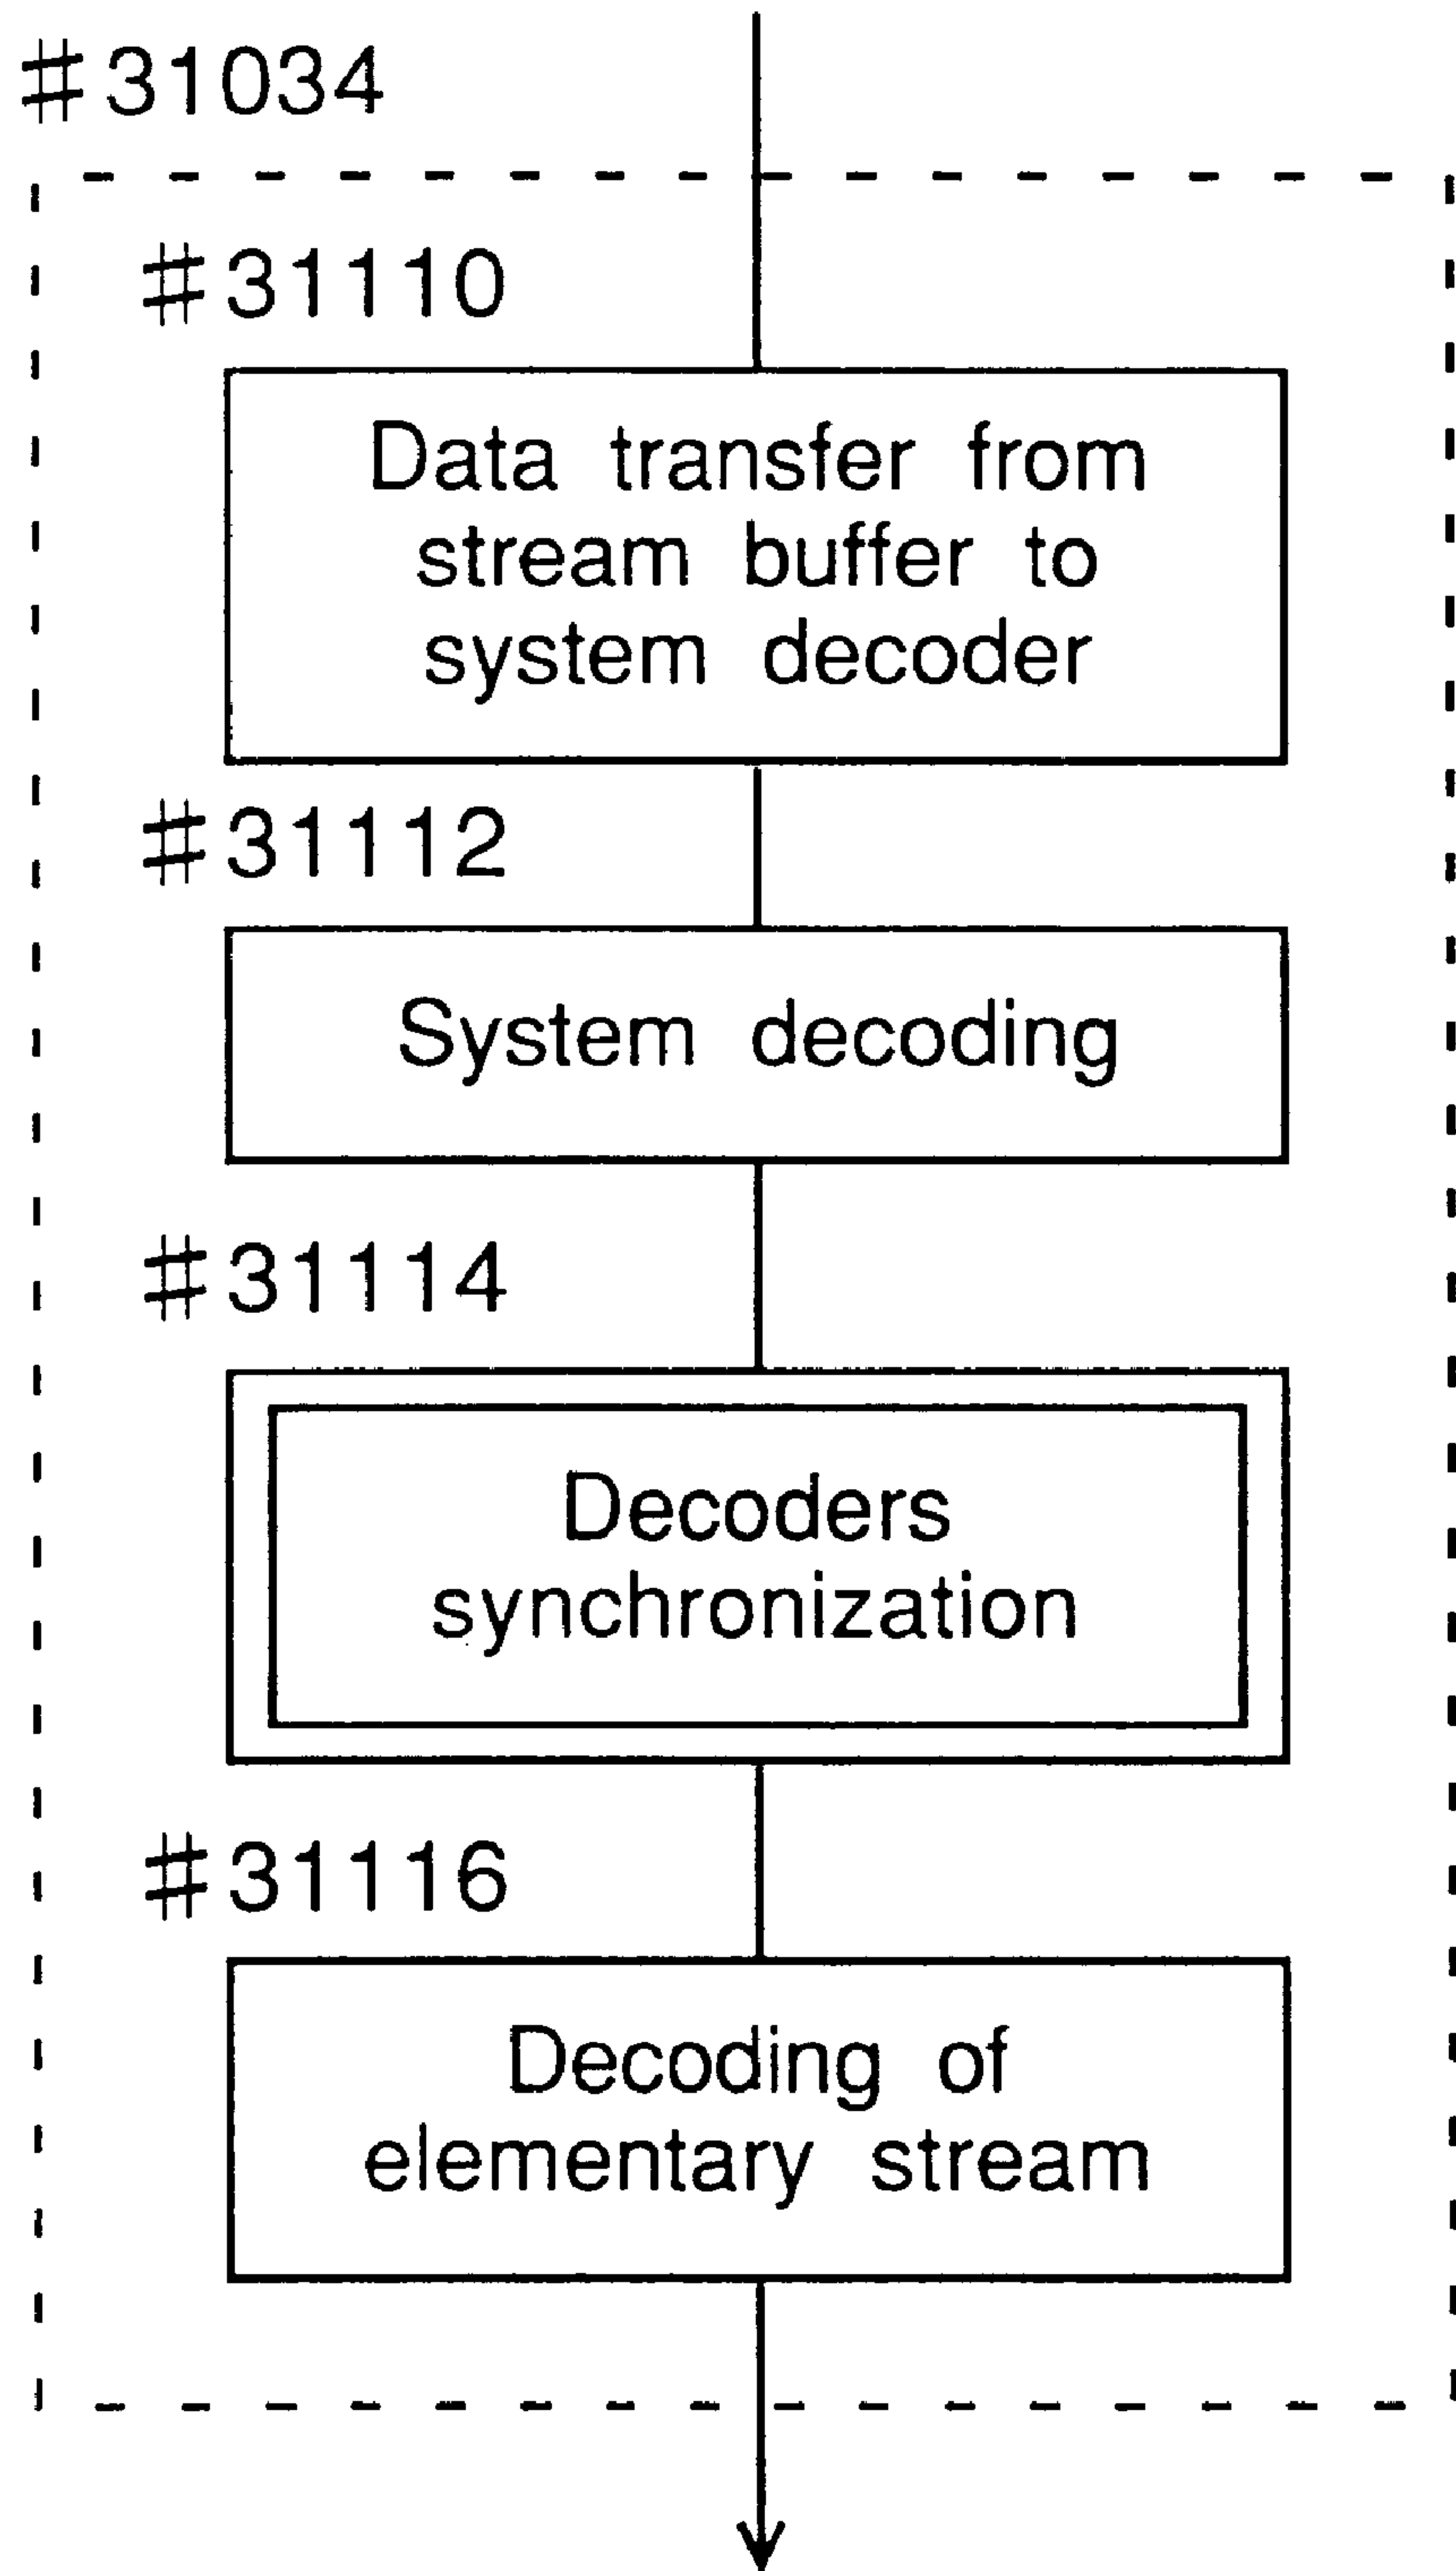 #31034
#31110
Data transfer from
stream buffer to
system decoder
#31112
System decoding
#31114
Decoders
synchronization
#31116
Decoding of
elementary stream